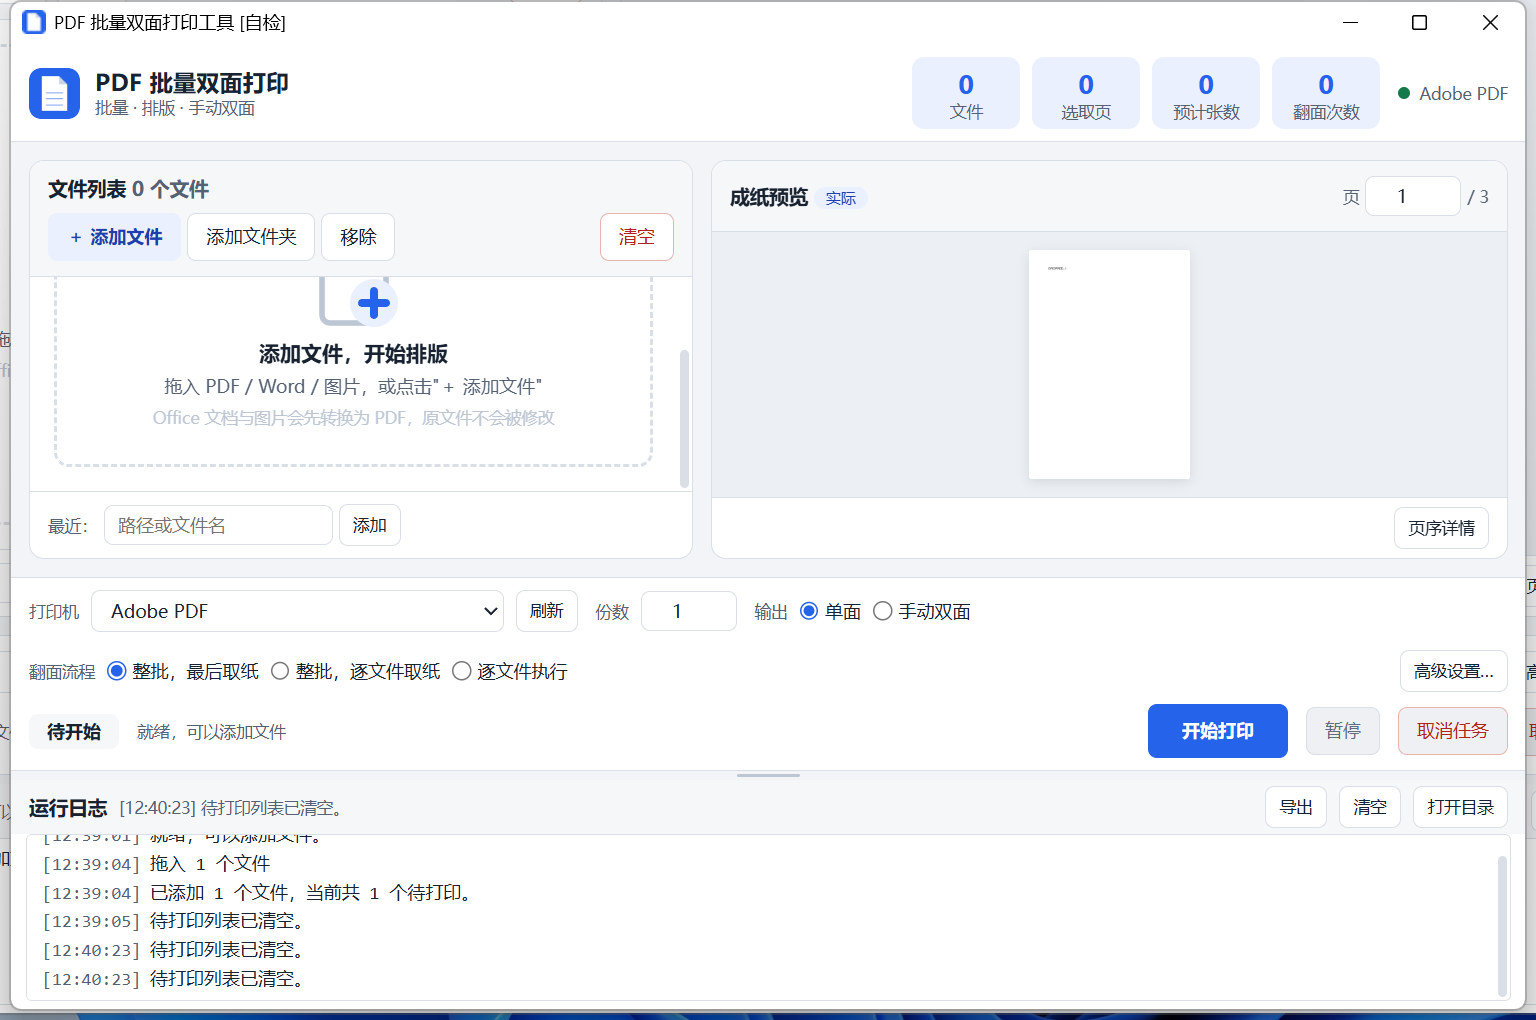 PDF 批量双面打印工具 [自检]
PDF 批量双面打印
批量 · 排版 · 手动双面
0 文件
0 选取页
0 预计张数
0 翻面次数
Adobe PDF
文件列表 0 个文件
+ 添加文件 添加文件夹 移除 清空
添加文件，开始排版
拖入 PDF / Word / 图片，或点击"+ 添加文件"
Office 文档与图片会先转换为 PDF，原文件不会被修改
最近： 路径或文件名 添加
成纸预览 实际 页 1 / 3
页序详情
打印机 Adobe PDF 刷新 份数 1 输出 单面 手动双面
翻面流程 整批，最后取纸 整批，逐文件取纸 逐文件执行 高级设置...
待开始 就绪，可以添加文件 开始打印 暂停 取消任务
运行日志 [12:40:23] 待打印列表已清空。 导出 清空 打开目录
[12:39:01] 就绪，可以添加文件。
[12:39:04] 拖入 1 个文件
[12:39:04] 已添加 1 个文件，当前共 1 个待打印。
[12:39:05] 待打印列表已清空。
[12:40:23] 待打印列表已清空。
[12:40:23] 待打印列表已清空。